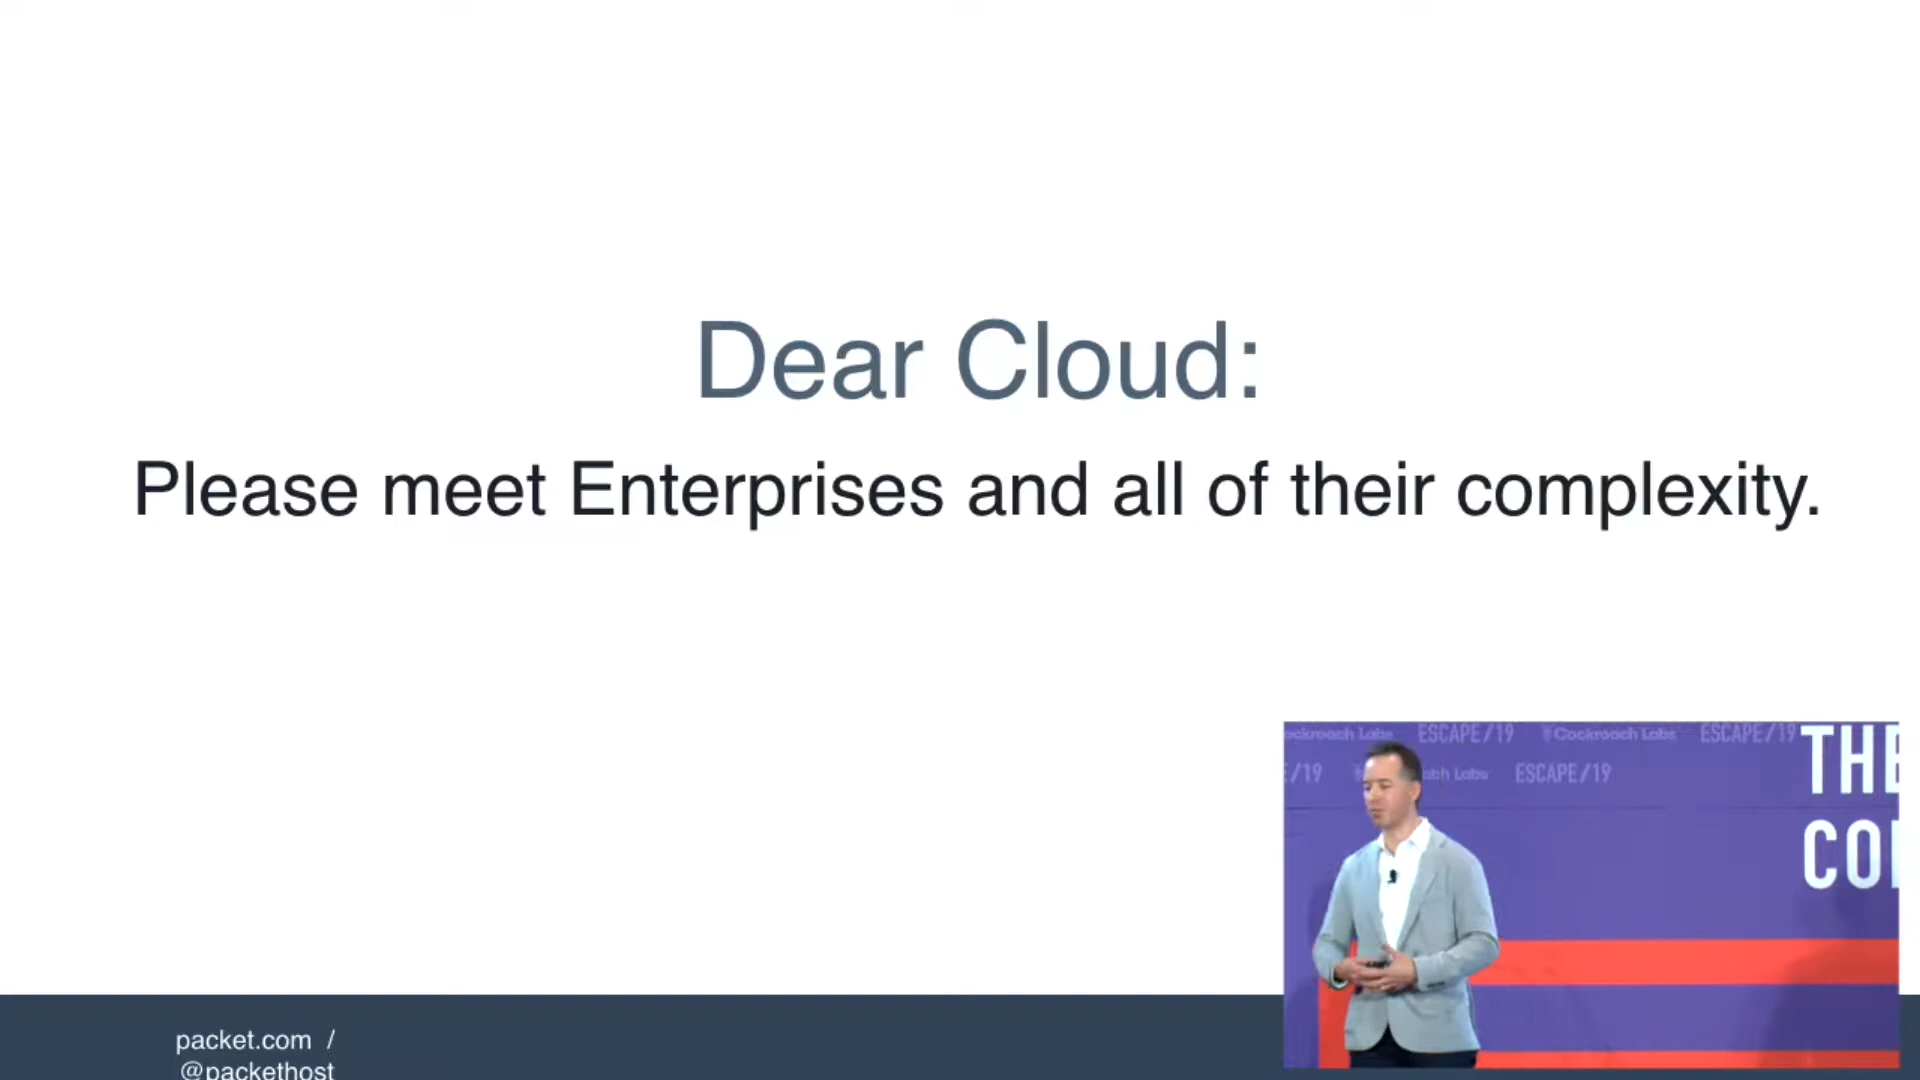 Dear Cloud:
Please meet Enterprises and all of their complexity.
Cockroach Labs ESCAPE/19 Cockroach Labs ESCAPE/19
/19 Labs ESCAPE/19
THE
packet.com /
@packethost